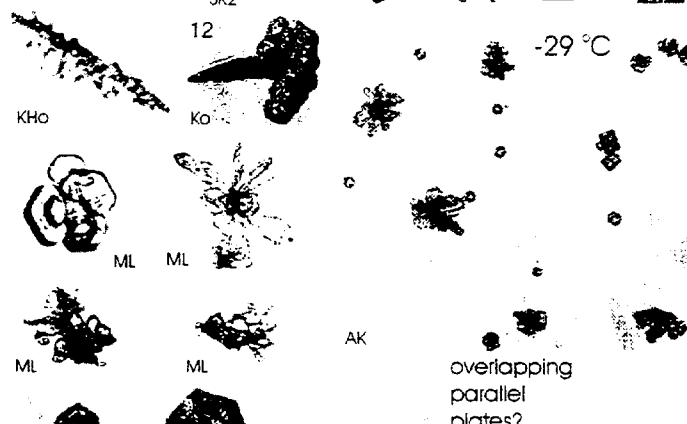 12
-29 °C
KHo
Ko
ML
ML
ML
ML
AK
overlapping
parallel
plates?